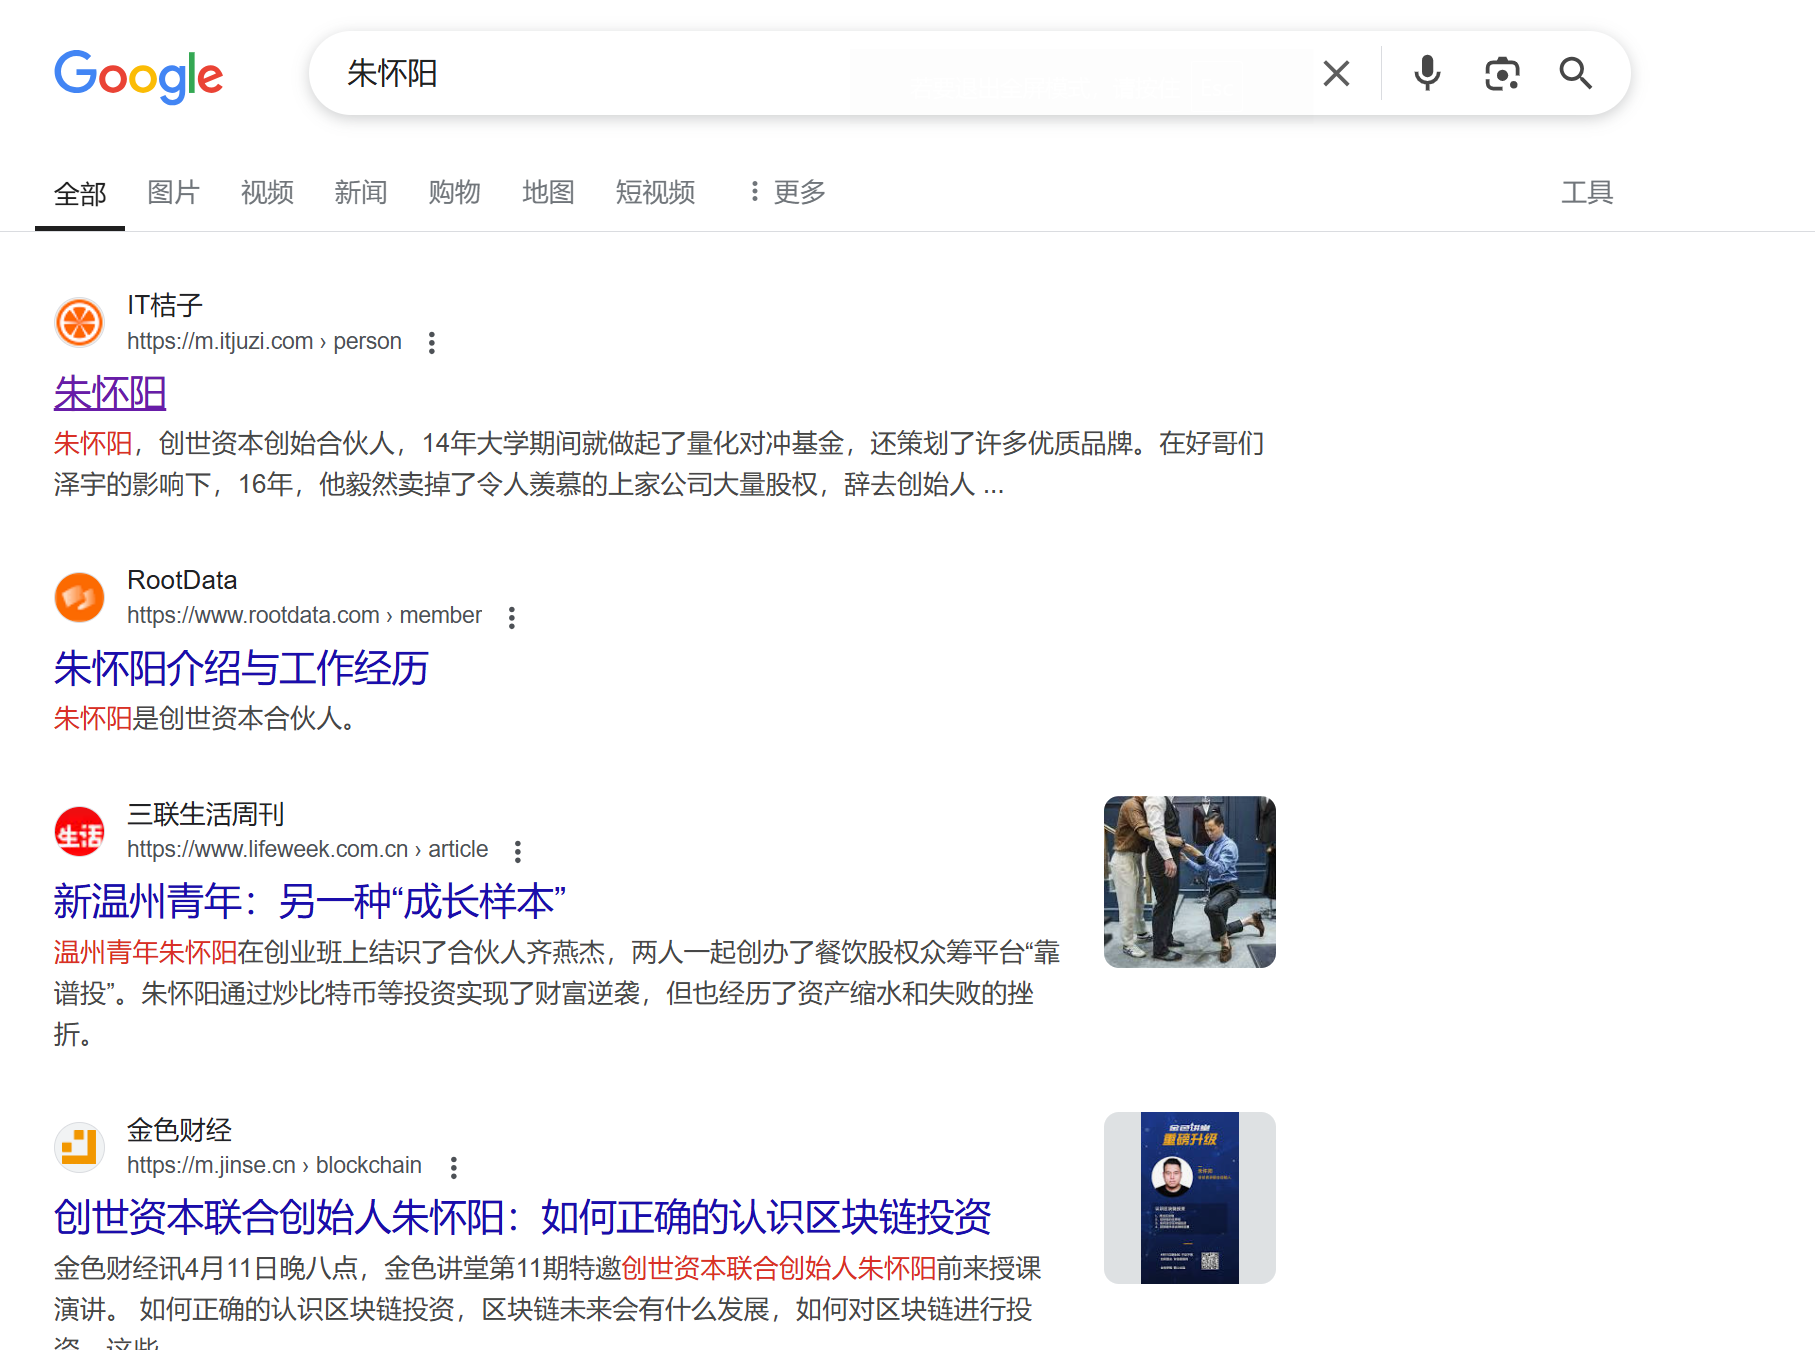 Google
朱怀阳
全部
图片
视频
新闻
购物
地图
短视频
更多
工具
IT桔子
https://m.itjuzi.com › person
朱怀阳
朱怀阳，创世资本创始合伙人，14年大学期间就做起了量化对冲基金，还策划了许多优质品牌。在好哥们
泽宇的影响下，16年，他毅然卖掉了令人羡慕的上家公司大量股权，辞去创始人 ...
RootData
https://www.rootdata.com › member
朱怀阳介绍与工作经历
朱怀阳是创世资本合伙人。
生活
三联生活周刊
https://www.lifeweek.com.cn › article
新温州青年：另一种“成长样本”
温州青年朱怀阳在创业班上结识了合伙人齐燕杰，两人一起创办了餐饮股权众筹平台“靠
谱投”。朱怀阳通过炒比特币等投资实现了财富逆袭，但也经历了资产缩水和失败的挫
折。
金色财经
https://m.jinse.cn › blockchain
创世资本联合创始人朱怀阳：如何正确的认识区块链投资
金色财经讯4月11日晚八点，金色讲堂第11期特邀创世资本联合创始人朱怀阳前来授课
演讲。 如何正确的认识区块链投资，区块链未来会有什么发展，如何对区块链进行投
金色讲堂
重磅升级